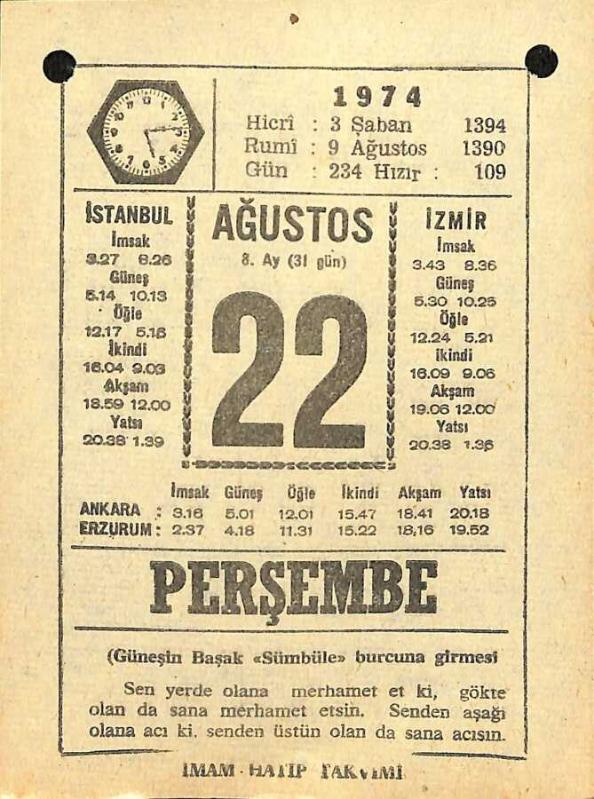 1974
Hicrî : 3 Şaban 1394
Rumî : 9 Ağustos 1390
Gün : 234 Hızır : 109
İSTANBUL
İmsak
3.27 8.26
Güneş
5.14 10.13
Öğle
12.17 5.16
İkindi
16.04 9.03
Akşam
18.59 12.00
Yatsı
20.38 1.39
AĞUSTOS
8. Ay (31 gün)
22
İZMİR
İmsak
3.43 8.36
Güneş
5.30 10.25
Öğle
12.24 5.21
İkindi
16.09 9.06
Akşam
19.06 12.00
Yatsı
20.38 1.36
İmsak Güneş Öğle İkindi Akşam Yatsı
ANKARA : 3.16 5.01 12.01 15.47 18.41 20.18
ERZURUM : 2.37 4.18 11.31 15.22 18.16 19.52
PERŞEMBE
(Güneşin Başak «Sümbüle» burcuna girmesi
Sen yerde olana merhamet et ki, gökte
olan da sana merhamet etsin. Senden aşağı
olana acı ki, senden üstün olan da sana acısın.
İMAM - HATİP TAKVİMİ